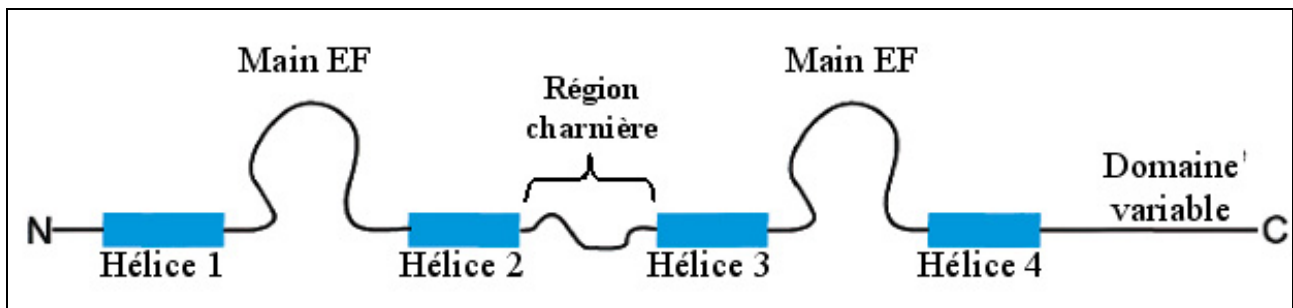 Main EF
Main EF
Région
charnière
Domaine
variable
N
C
Hélice 1
Hélice 2
Hélice 3
Hélice 4